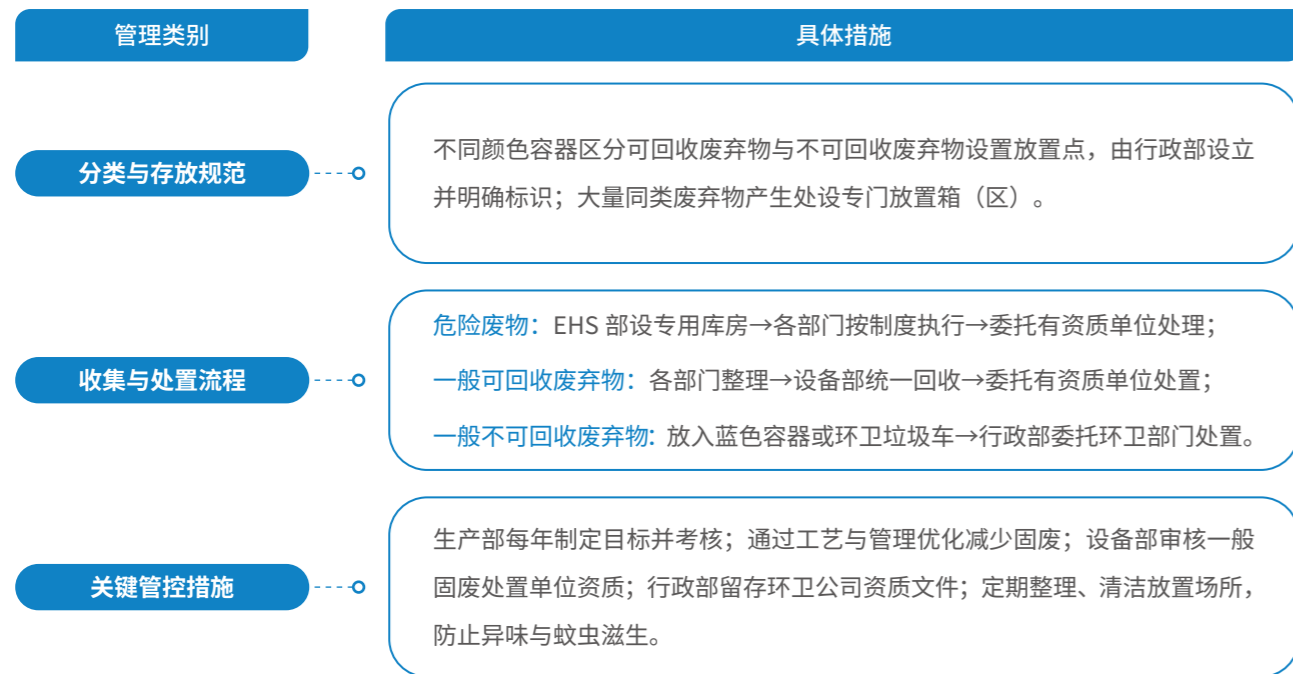 管理类别
具体措施
分类与存放规范
不同颜色容器区分可回收废弃物与不可回收废弃物设置放置点，由行政部设立
并明确标识；大量同类废弃物产生处设专门放置箱（区）。
收集与处置流程
危险废物：EHS 部设专用库房→各部门按制度执行→委托有资质单位处理；
一般可回收废弃物：各部门整理→设备部统一回收→委托有资质单位处置；
一般不可回收废弃物：放入蓝色容器或环卫垃圾车→行政部委托环卫部门处置。
关键管控措施
生产部每年制定目标并考核；通过工艺与管理优化减少固废；设备部审核一般
固废处置单位资质；行政部留存环卫公司资质文件；定期整理、清洁放置场所，
防止异味与蚊虫滋生。